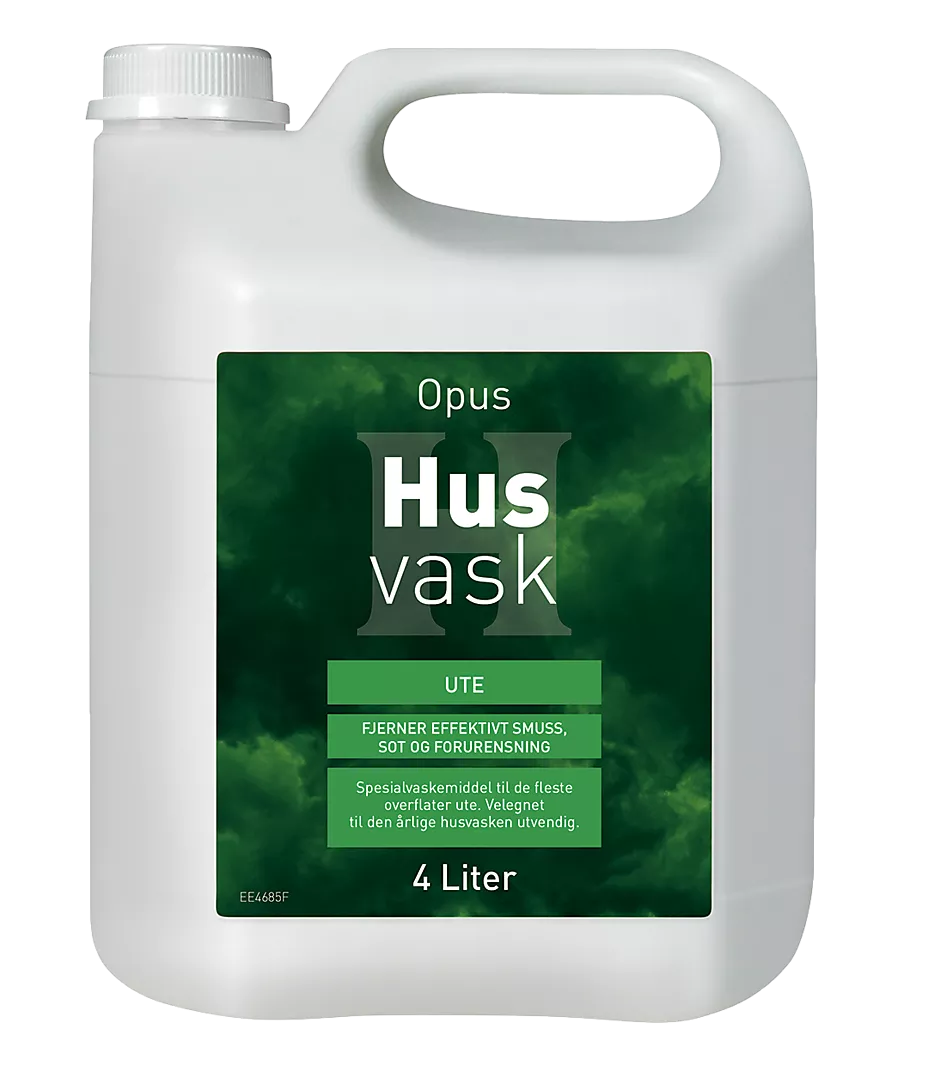 Opus
H
Hus
vask
UTE
FJERNER EFFEKTIVT SMUSS,
SOT OG FORURENSNING
Spesialvaskemiddel til de fleste
overflater ute. Velegnet
til den årlige husvasken utvendig.
4 Liter
EE4685F